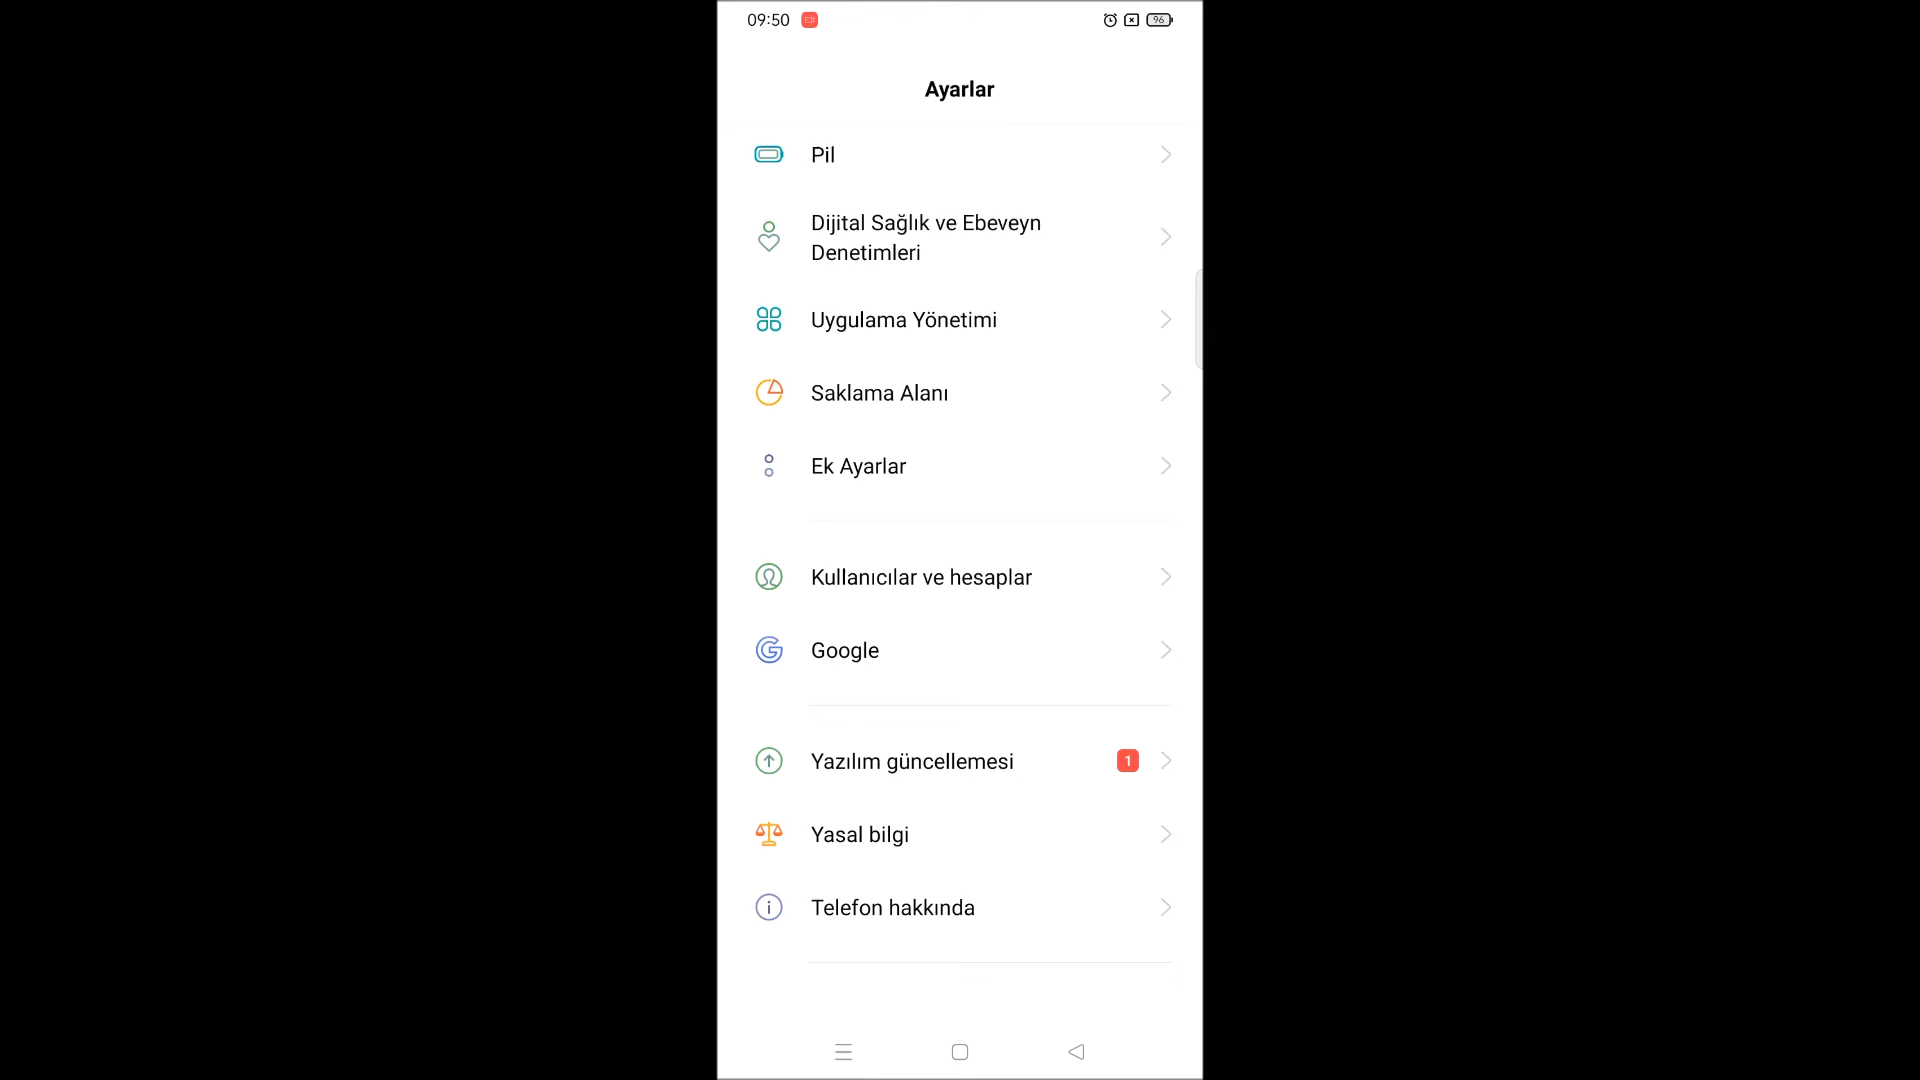 09:50
96
Ayarlar
Pil
Dijital Sağlık ve Ebeveyn
Denetimleri
Uygulama Yönetimi
Saklama Alanı
Ek Ayarlar
Kullanıcılar ve hesaplar
Google
Yazılım güncellemesi 1
Yasal bilgi
Telefon hakkında